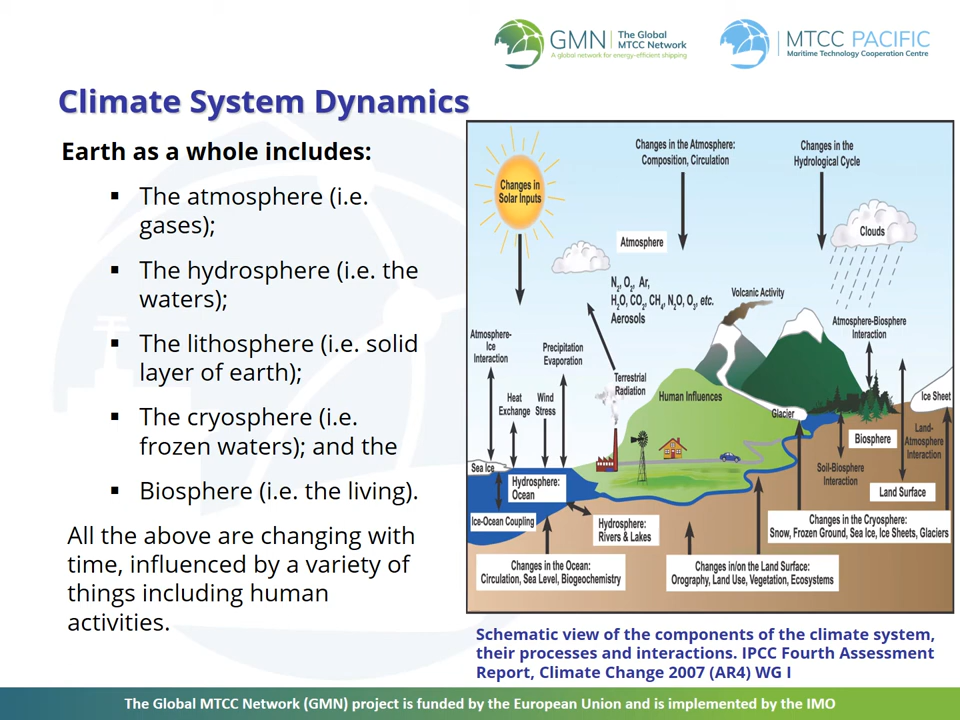 GMN
The Global
MTCC Network
A global network for energy-efficient shipping
MTCC PACIFIC
Maritime Technology Cooperation Centre
Climate System Dynamics
Earth as a whole includes:
▪ The atmosphere (i.e.
gases);
▪ The hydrosphere (i.e. the
waters);
▪ The lithosphere (i.e. solid
layer of earth);
▪ The cryosphere (i.e.
frozen waters); and the
▪ Biosphere (i.e. the living).
All the above are changing with
time, influenced by a variety of
things including human
activities.
Changes in
Solar Inputs
Changes in the Atmosphere:
Composition, Circulation
Changes in the
Hydrological Cycle
Clouds
Atmosphere
N₂, O₂, Ar,
H₂O, CO₂, CH₄, N₂O, O₃, etc.
Aerosols
Volcanic Activity
Atmosphere-
Ice
Interaction
Precipitation
Evaporation
Atmosphere-Biosphere
Interaction
Terrestrial
Radiation
Heat
Exchange
Wind
Stress
Human Influences
Glacier
Ice Sheet
Biosphere
Land-
Atmosphere
Interaction
Soil-Biosphere
Interaction
Land Surface
Sea Ice
Hydrosphere:
Ocean
Ice-Ocean Coupling
Hydrosphere:
Rivers & Lakes
Changes in the Cryosphere:
Snow, Frozen Ground, Sea Ice, Ice Sheets, Glaciers
Changes in the Ocean:
Circulation, Sea Level, Biogeochemistry
Changes in/on the Land Surface:
Orography, Land Use, Vegetation, Ecosystems
Schematic view of the components of the climate system,
their processes and interactions. IPCC Fourth Assessment
Report, Climate Change 2007 (AR4) WG I
The Global MTCC Network (GMN) project is funded by the European Union and is implemented by the IMO